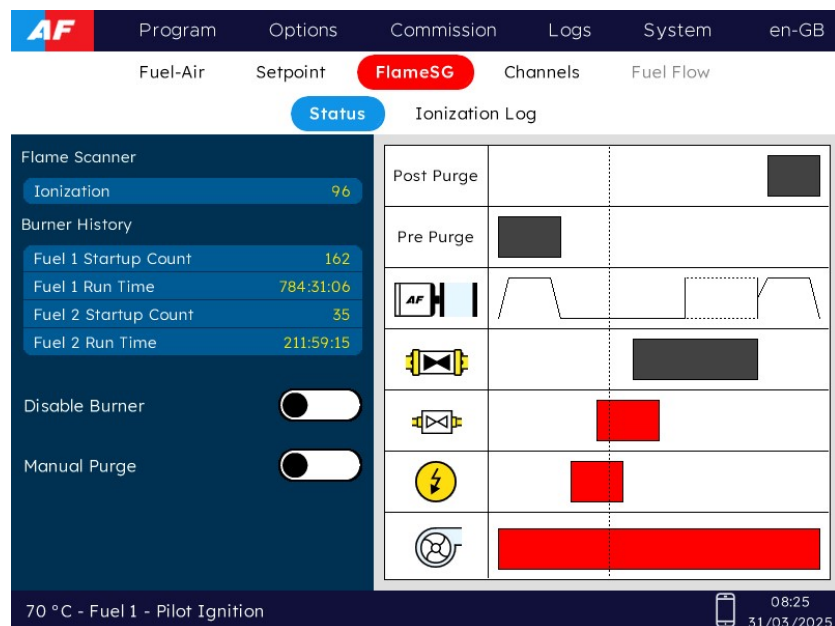 AF Program Options Commission Logs System en-GB
Fuel-Air Setpoint FlameSG Channels Fuel Flow
Status Ionization Log
Flame Scanner
Ionization 96
Burner History
Fuel 1 Startup Count 162
Fuel 1 Run Time 784:31:06
Fuel 2 Startup Count 35
Fuel 2 Run Time 211:59:15
Disable Burner
Manual Purge
Post Purge
Pre Purge
AF
70 °C - Fuel 1 - Pilot Ignition
08:25
31/03/2025